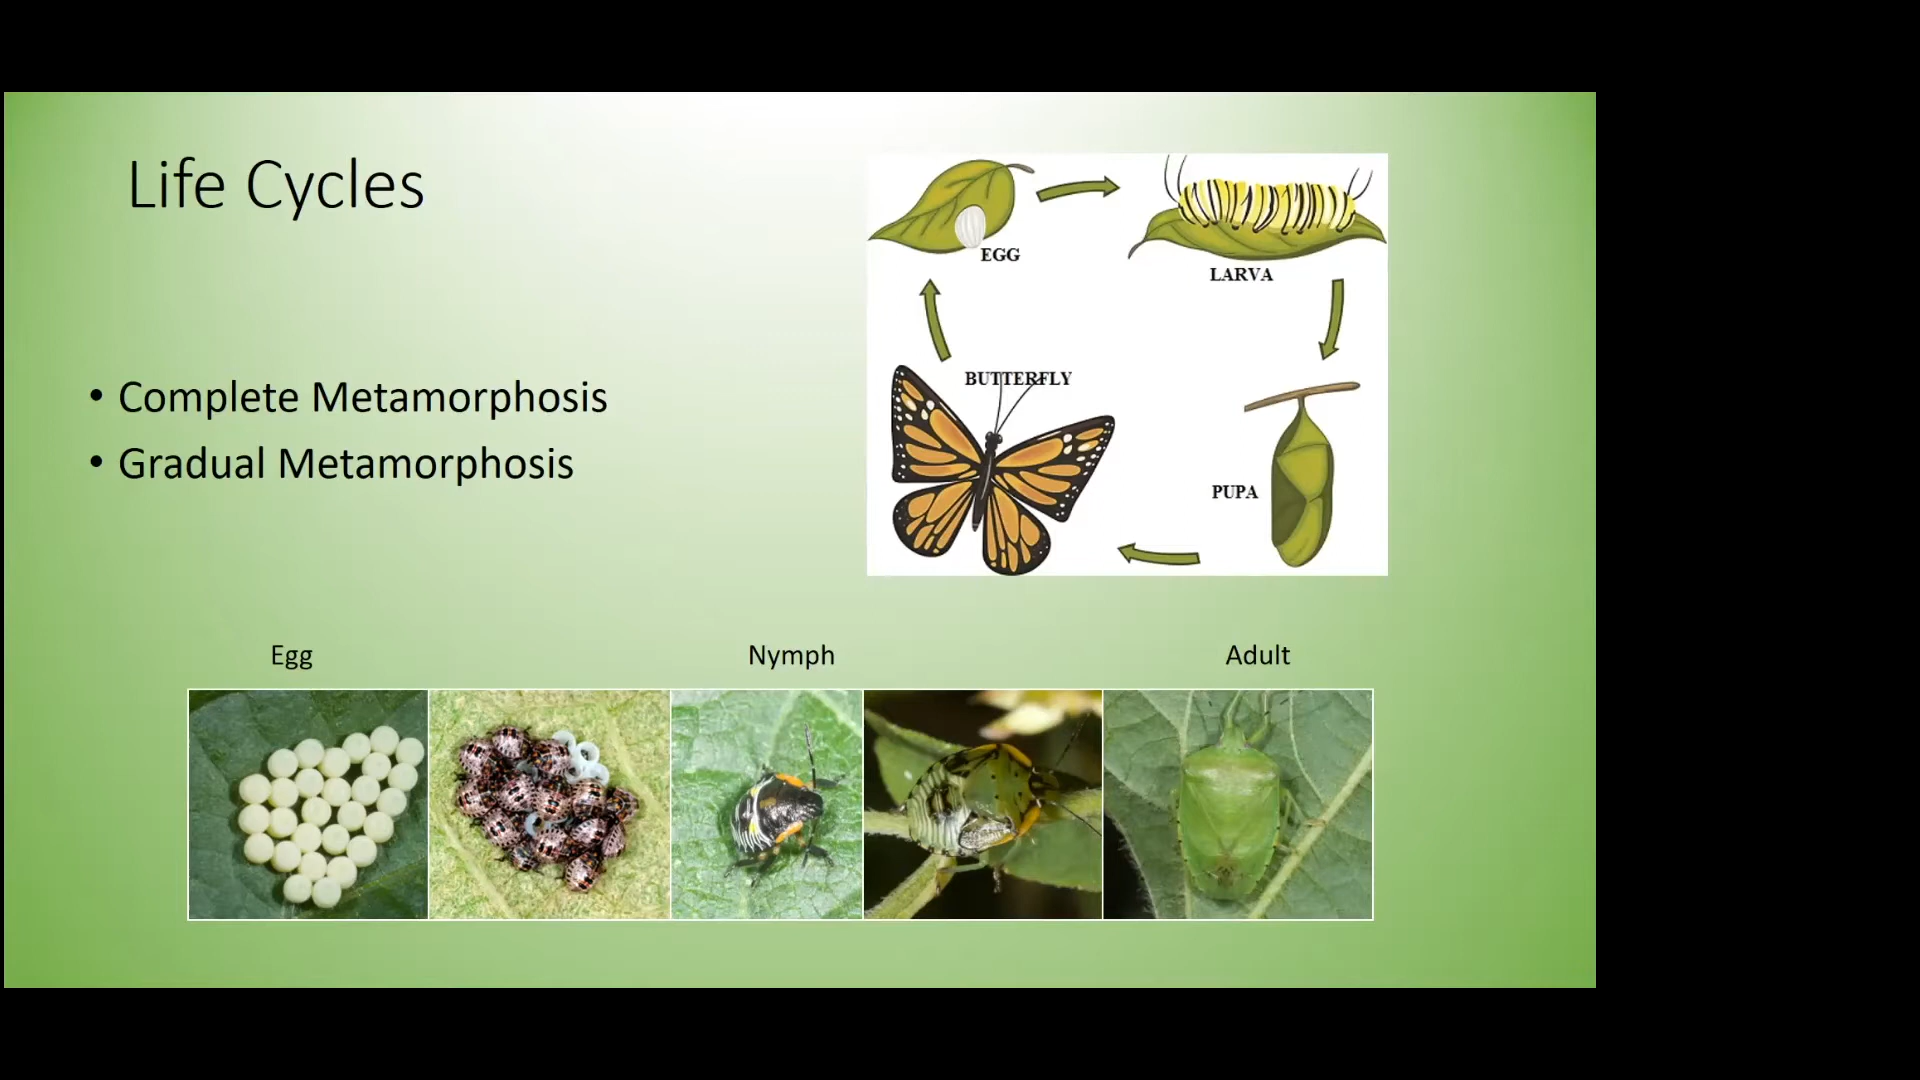 Life Cycles
• Complete Metamorphosis
• Gradual Metamorphosis
EGG
LARVA
BUTTERFLY
PUPA
Egg
Nymph
Adult